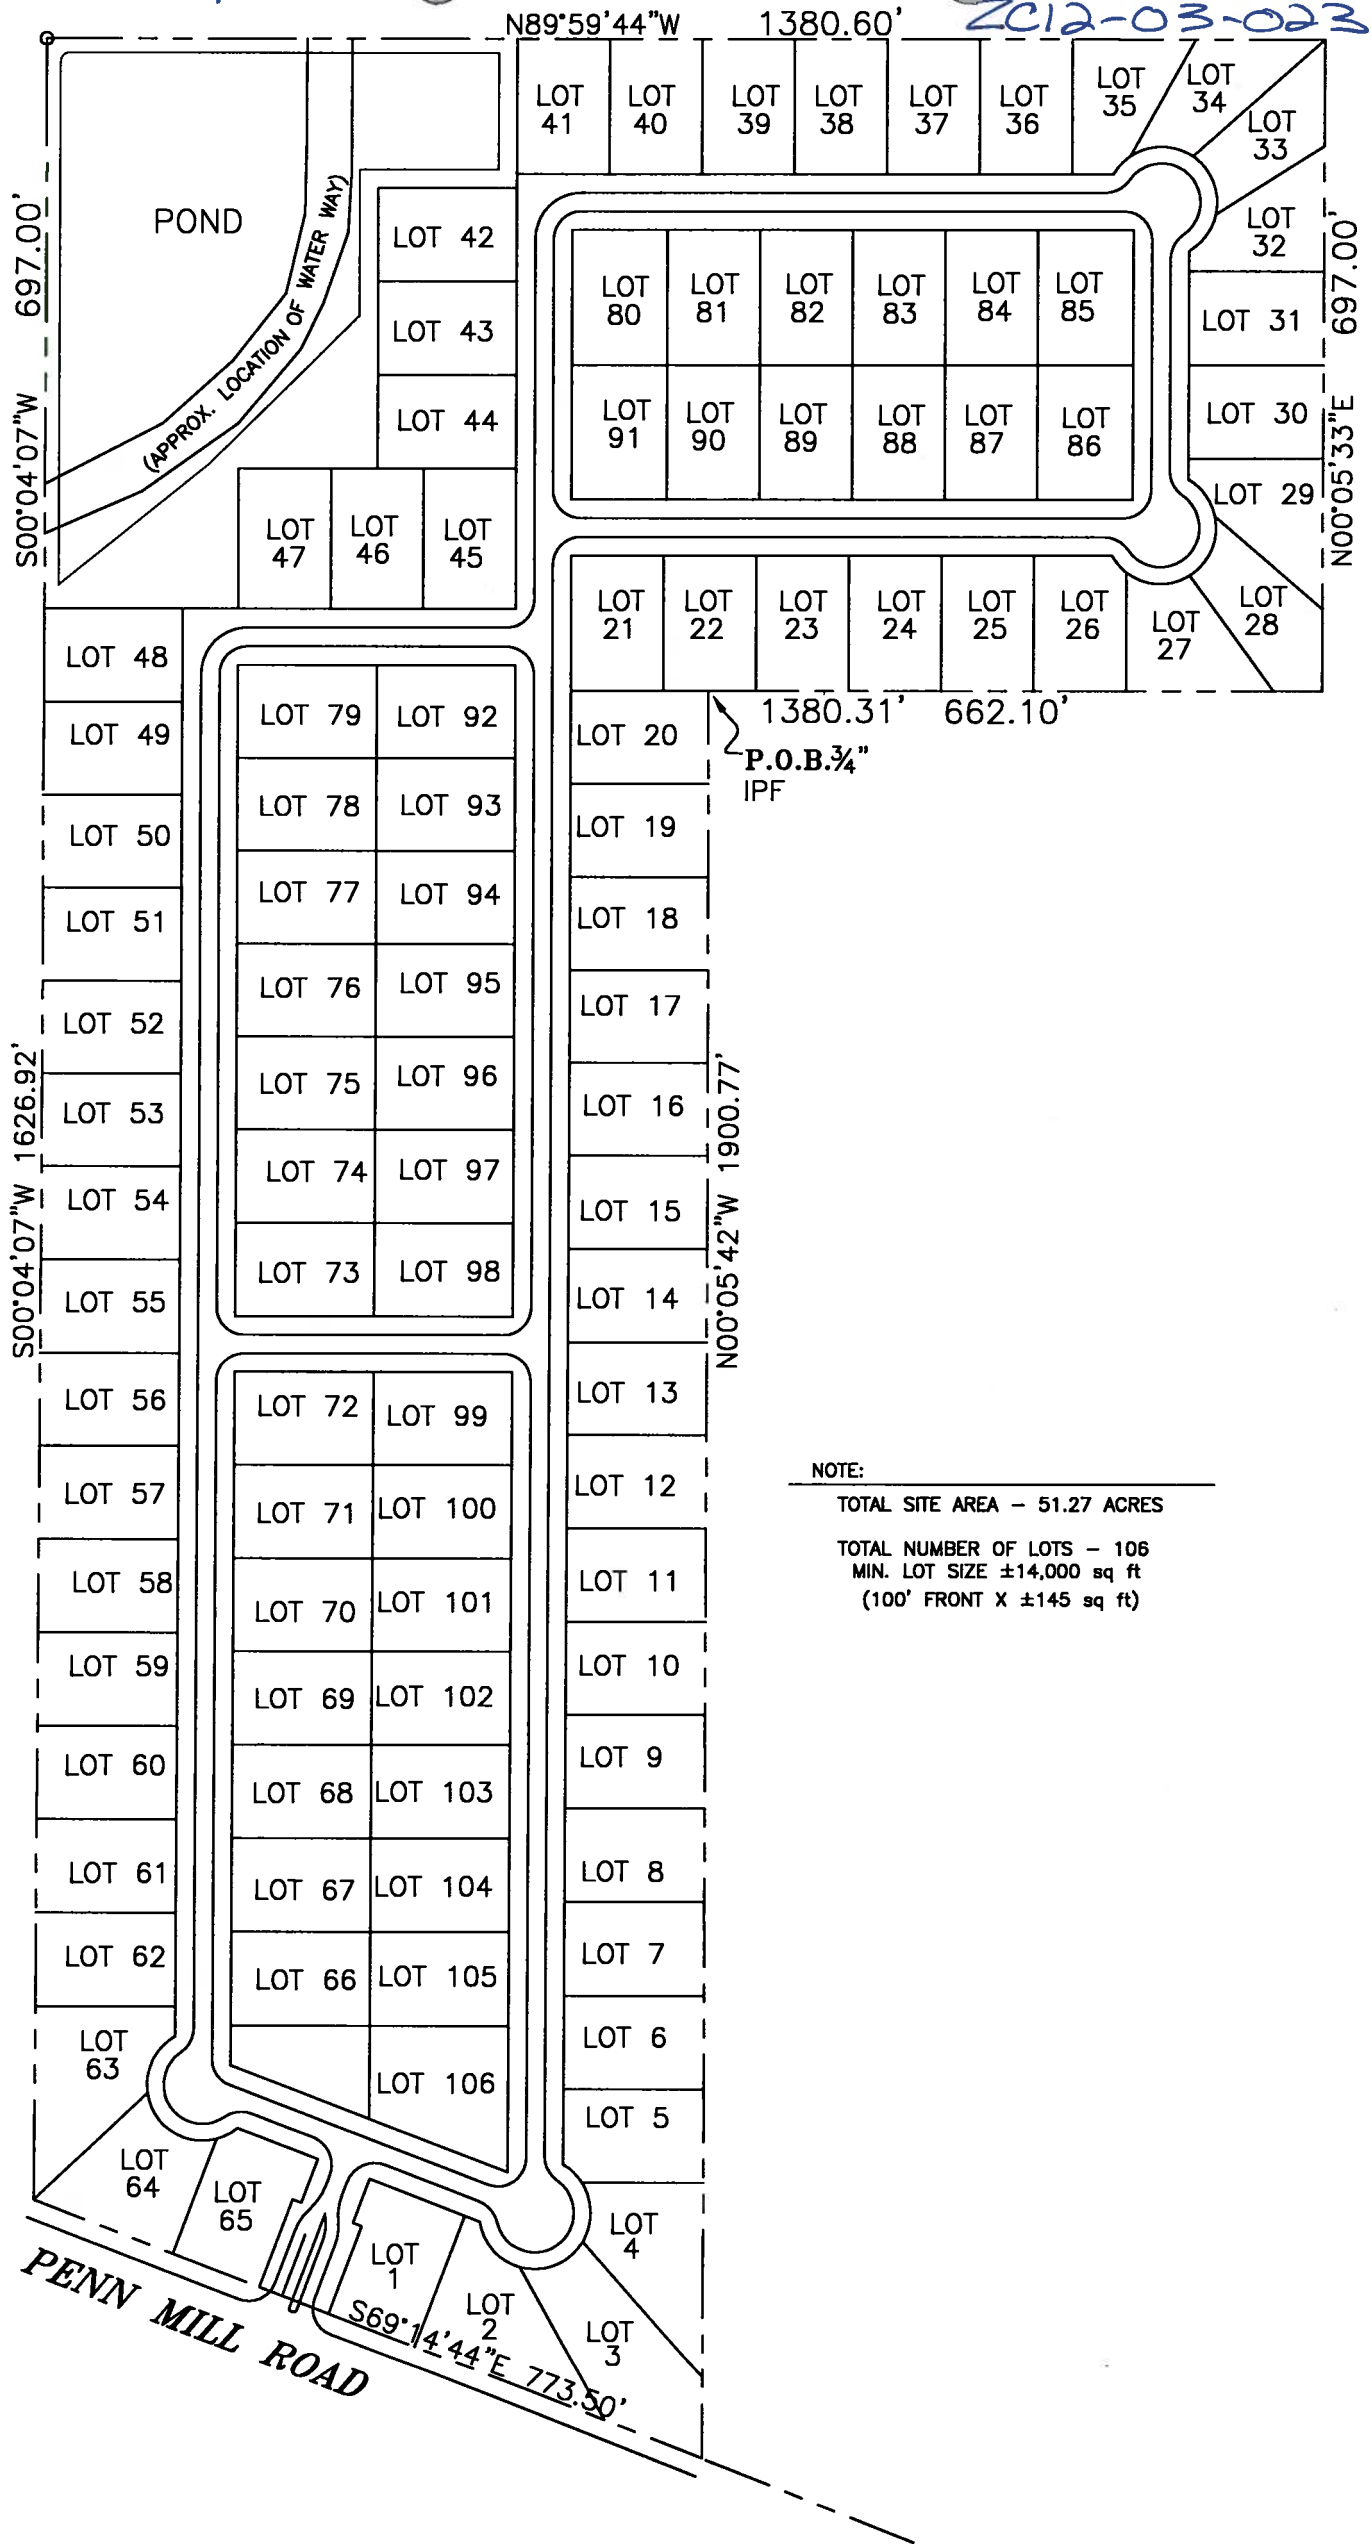 N89°59'44"W 1380.60' ZC12-03-023
LOT 41
LOT 40
LOT 39
LOT 38
LOT 37
LOT 36
LOT 35
LOT 34
LOT 33
LOT 32
LOT 31
LOT 30
LOT 29
LOT 28
LOT 27
LOT 26
LOT 25
LOT 24
LOT 23
LOT 22
LOT 21
S00°04'07"W 697.00'
N00°05'33"E 697.00'
POND
(APPROX. LOCATION OF WATER WAY)
LOT 42
LOT 43
LOT 44
LOT 47
LOT 46
LOT 45
LOT 80
LOT 81
LOT 82
LOT 83
LOT 84
LOT 85
LOT 91
LOT 90
LOT 89
LOT 88
LOT 87
LOT 86
1380.31' 662.10'
P.O.B.¾"
IPF
LOT 48
LOT 49
LOT 50
LOT 51
LOT 52
LOT 53
LOT 54
LOT 55
LOT 56
LOT 57
LOT 58
LOT 59
LOT 60
LOT 61
LOT 62
LOT 63
LOT 64
LOT 65
S00°04'07"W 1626.92'
LOT 79
LOT 92
LOT 78
LOT 93
LOT 77
LOT 94
LOT 76
LOT 95
LOT 75
LOT 96
LOT 74
LOT 97
LOT 73
LOT 98
LOT 72
LOT 99
LOT 71
LOT 100
LOT 70
LOT 101
LOT 69
LOT 102
LOT 68
LOT 103
LOT 67
LOT 104
LOT 66
LOT 105
LOT 106
LOT 20
LOT 19
LOT 18
LOT 17
LOT 16
LOT 15
LOT 14
LOT 13
LOT 12
LOT 11
LOT 10
LOT 9
LOT 8
LOT 7
LOT 6
LOT 5
LOT 4
LOT 3
LOT 2
LOT 1
N00°05'42"W 1900.77'
NOTE:
TOTAL SITE AREA – 51.27 ACRES
TOTAL NUMBER OF LOTS – 106
MIN. LOT SIZE ±14,000 sq ft
(100' FRONT X ±145 sq ft)
S69°14'44"E 773.50'
PENN MILL ROAD